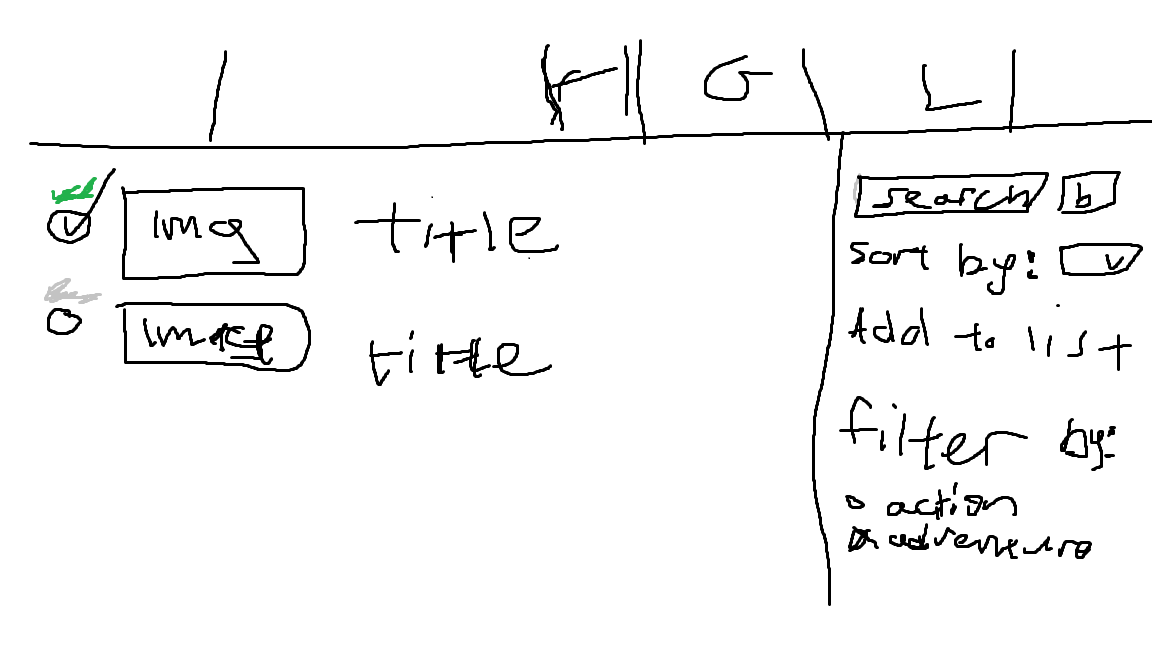 H G L
search b
Img title
sort by: v
Image title
Add to list
filter by:
action
adventure